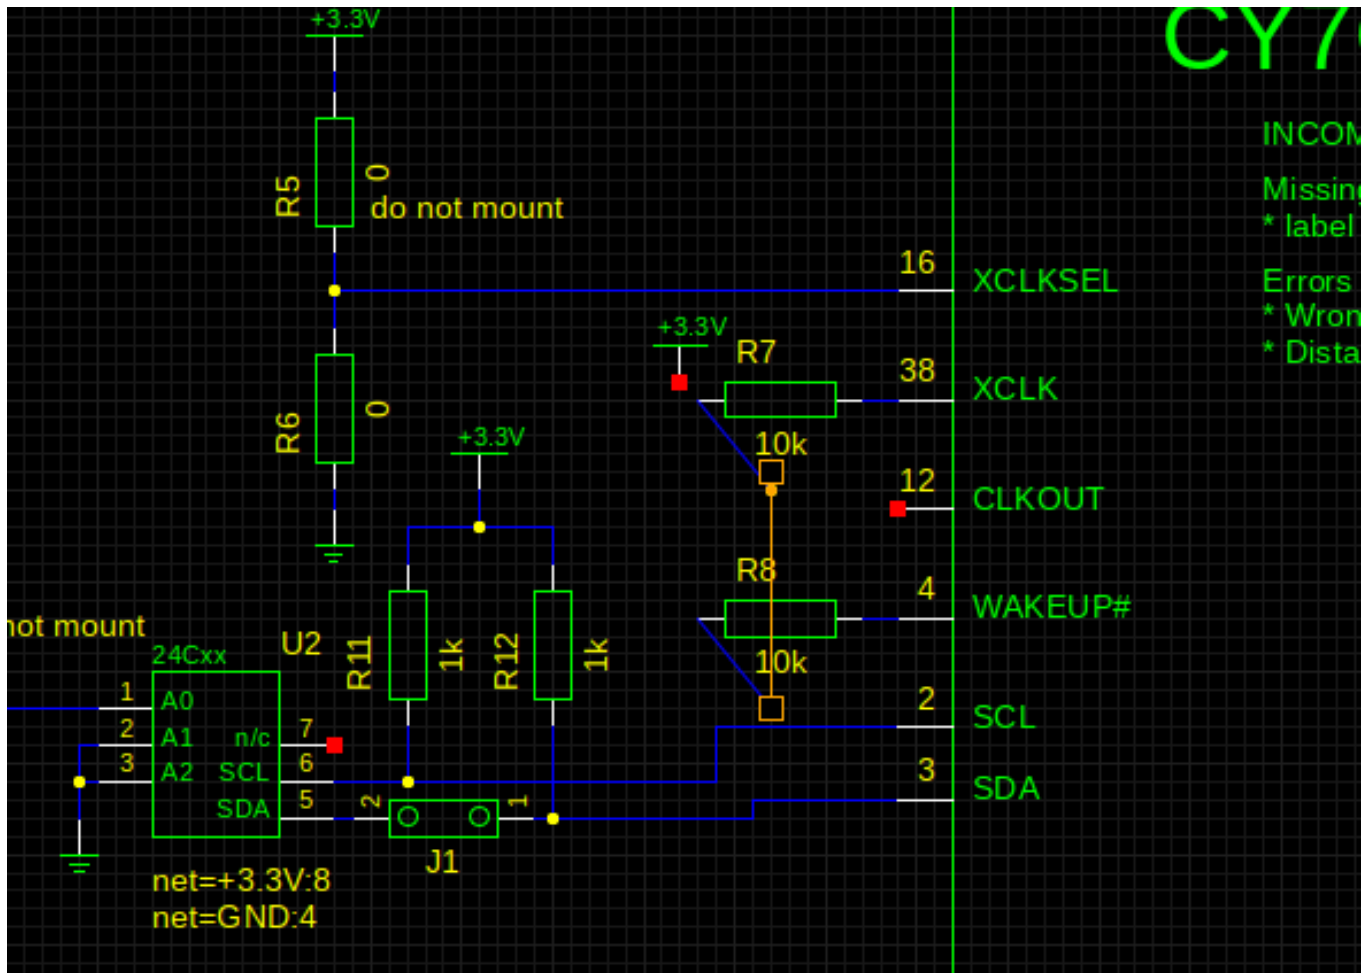 +3.3V
CY7
INCOM
R5
0
do not mount
Missing
* label
16
XCLKSEL
Errors
* Wron
* Dista
+3.3V
R7
38
XCLK
R6
0
+3.3V
10k
12
CLKOUT
R8
4
WAKEUP#
not mount
U2
24Cxx
R11
1k
R12
1k
10k
1
A0
2
SCL
2
A1
n/c
7
3
A2
SCL
6
3
SDA
SDA
5
2
1
J1
net=+3.3V:8
net=GND:4